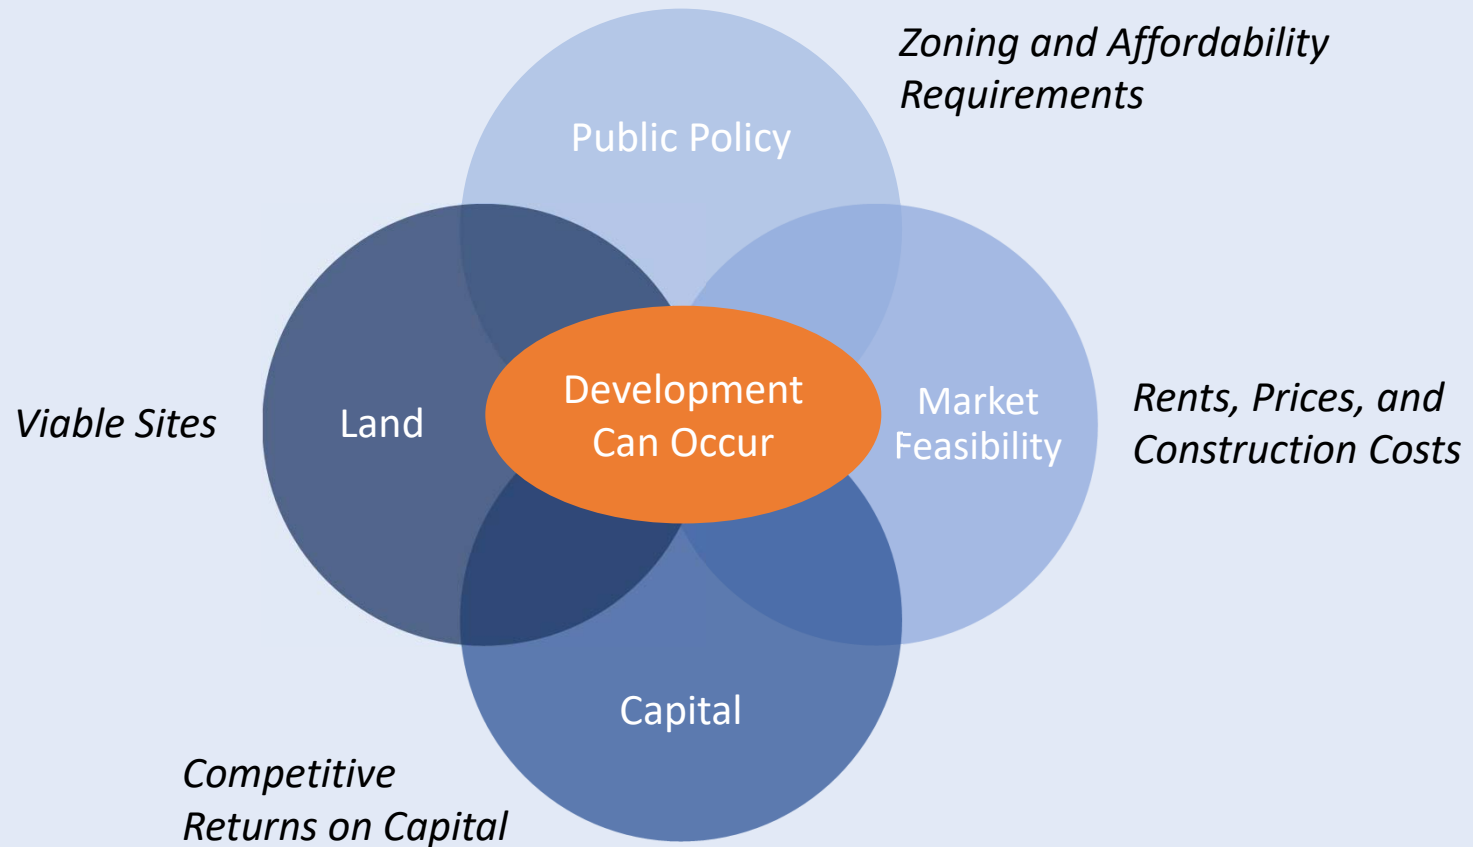 Zoning and Affordability
Requirements
Public Policy
Viable Sites
Land
Development
Can Occur
Market
Feasibility
Rents, Prices, and
Construction Costs
Capital
Competitive
Returns on Capital